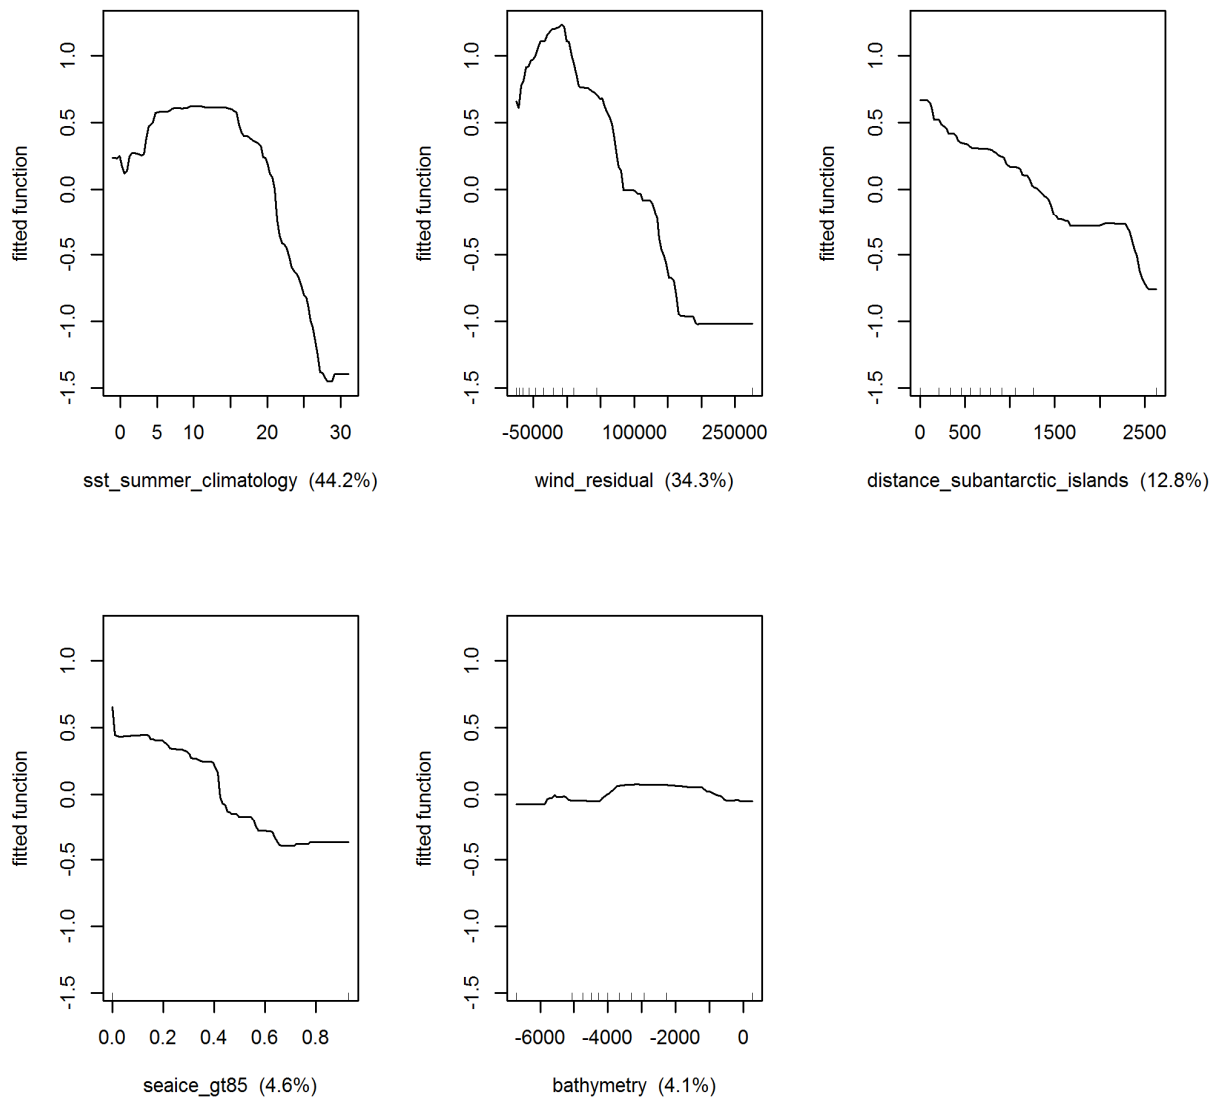 fitted function
1.0
0.5
0.0
-0.5
-1.0
-1.5
0 5 10 20 30
sst_summer_climatology (44.2%)
fitted function
1.0
0.5
0.0
-0.5
-1.0
-1.5
-50000 100000 250000
wind_residual (34.3%)
fitted function
1.0
0.5
0.0
-0.5
-1.0
-1.5
0 500 1500 2500
distance_subantarctic_islands (12.8%)
fitted function
1.0
0.5
0.0
-0.5
-1.0
-1.5
0.0 0.2 0.4 0.6 0.8
seaice_gt85 (4.6%)
fitted function
1.0
0.5
0.0
-0.5
-1.0
-1.5
-6000 -4000 -2000 0
bathymetry (4.1%)